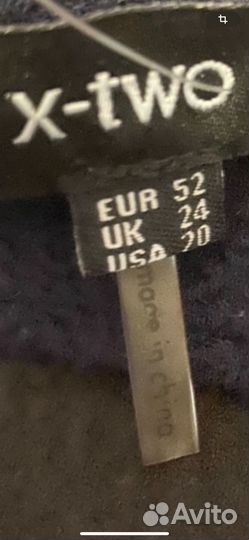 x-two
EUR 52
UK 24
USA 20
made in china
Avito